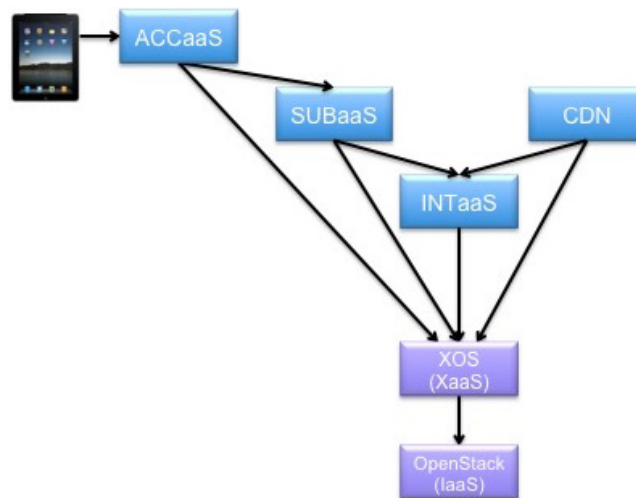 ACCaaS
SUBaaS
CDN
INTaaS
XOS
(XaaS)
OpenStack
(IaaS)